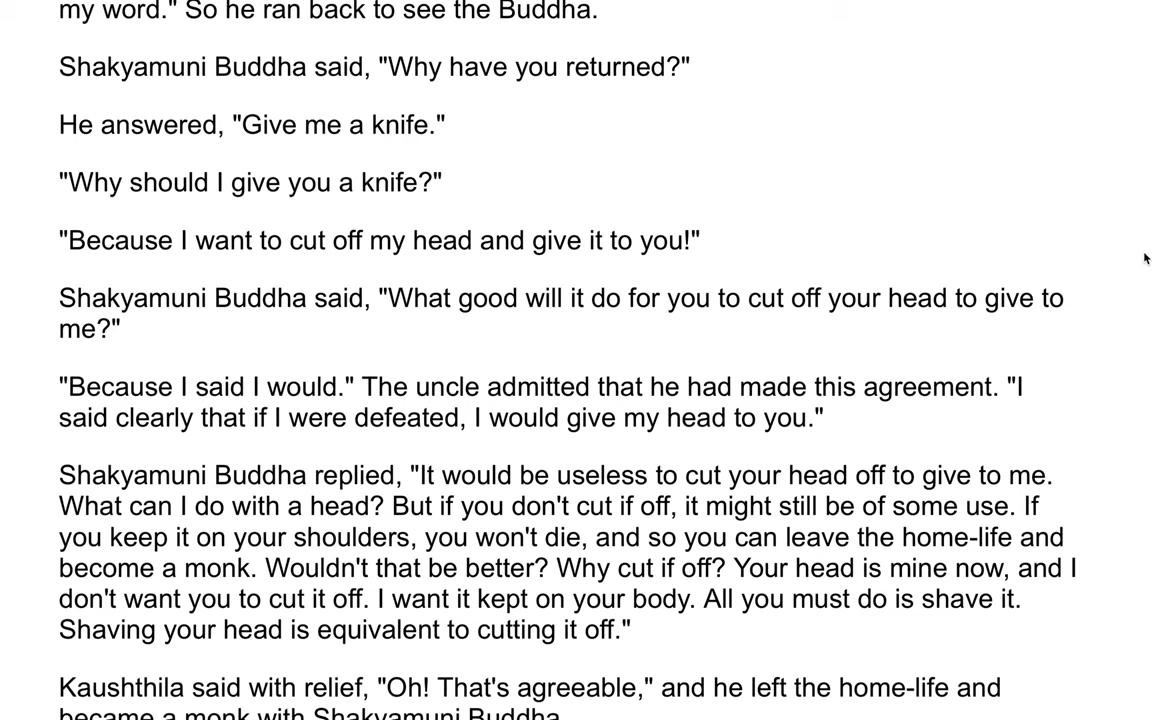 my word." So he ran back to see the Buddha.
Shakyamuni Buddha said, "Why have you returned?"
He answered, "Give me a knife."
"Why should I give you a knife?"
"Because I want to cut off my head and give it to you!"
Shakyamuni Buddha said, "What good will it do for you to cut off your head to give to
me?"
"Because I said I would." The uncle admitted that he had made this agreement. "I
said clearly that if I were defeated, I would give my head to you."
Shakyamuni Buddha replied, "It would be useless to cut your head off to give to me.
What can I do with a head? But if you don't cut if off, it might still be of some use. If
you keep it on your shoulders, you won't die, and so you can leave the home-life and
become a monk. Wouldn't that be better? Why cut if off? Your head is mine now, and I
don't want you to cut it off. I want it kept on your body. All you must do is shave it.
Shaving your head is equivalent to cutting it off."
Kaushthila said with relief, "Oh! That's agreeable," and he left the home-life and
became a monk with Shakyamuni Buddha.